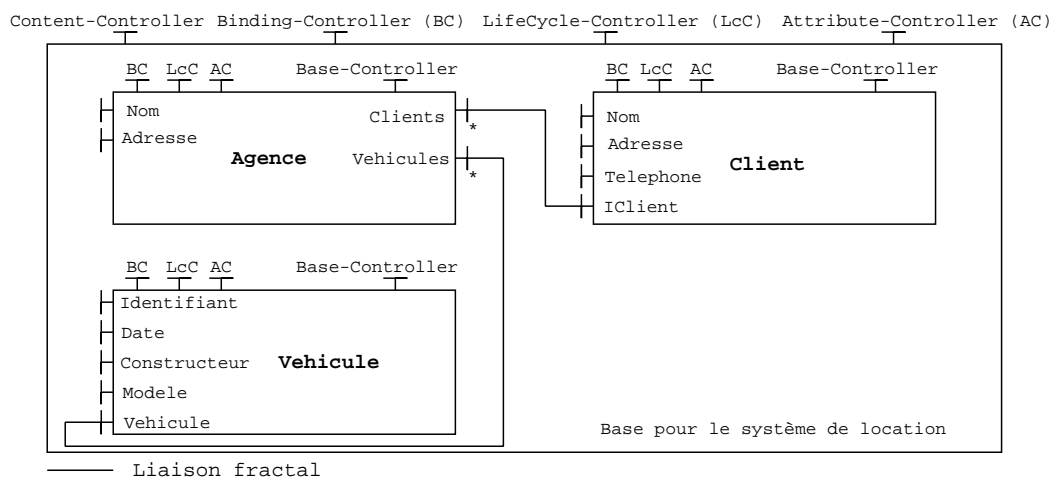 Content-Controller Binding-Controller (BC) LifeCycle-Controller (LcC) Attribute-Controller (AC)
BC LcC AC Base-Controller
Nom
Adresse
Agence
Clients
*
Vehicules
*
BC LcC AC Base-Controller
Nom
Adresse
Telephone
IClient
Client
BC LcC AC Base-Controller
Identifiant
Date
Constructeur
Modele
Vehicule
Vehicule
Base pour le système de location
Liaison fractal